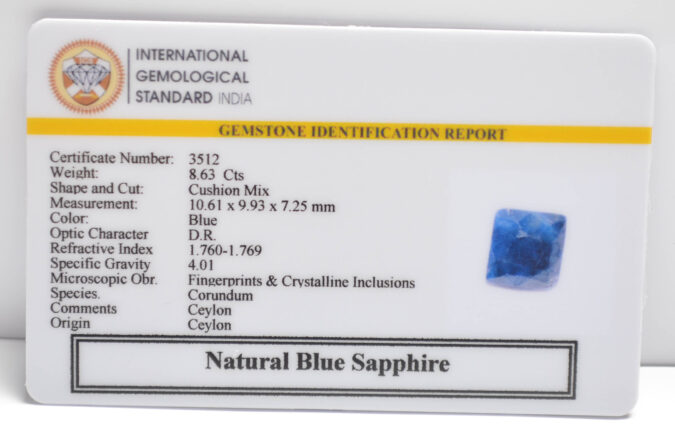 INTERNATIONAL
GEMOLOGICAL
STANDARD INDIA
GEMSTONE IDENTIFICATION REPORT
Certificate Number: 3512
Weight: 8.63 Cts
Shape and Cut: Cushion Mix
Measurement: 10.61 x 9.93 x 7.25 mm
Color: Blue
Optic Character D.R.
Refractive Index 1.760-1.769
Specific Gravity 4.01
Microscopic Obr. Fingerprints & Crystalline Inclusions
Species. Corundum
Comments Ceylon
Origin Ceylon
Natural Blue Sapphire